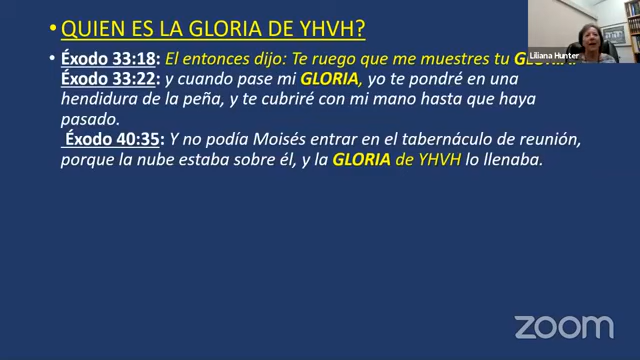 • QUIEN ES LA GLORIA DE YHVH?
• Éxodo 33:18: El entonces dijo: Te ruego que me muestres tu
Éxodo 33:22: y cuando pase mi GLORIA, yo te pondré en una
hendidura de la peña, y te cubriré con mi mano hasta que haya
pasado.
Éxodo 40:35: Y no podía Moisés entrar en el tabernáculo de reunión,
porque la nube estaba sobre él, y la GLORIA de YHVH lo llenaba.
Liliana Hunter
zoom